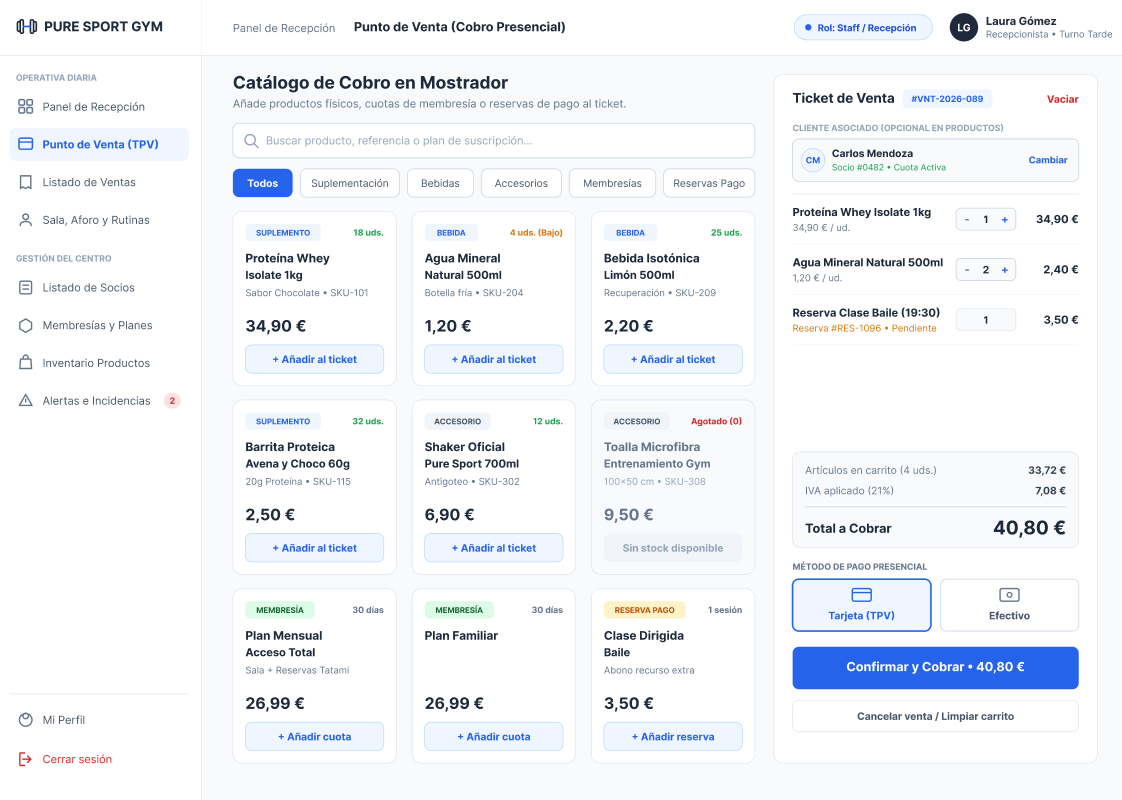 PURE SPORT GYM
Panel de Recepción
Punto de Venta (Cobro Presencial)
Rol: Staff / Recepción
LG
Laura Gómez
Recepcionista • Turno Tarde
OPERATIVA DIARIA
Panel de Recepción
Punto de Venta (TPV)
Listado de Ventas
Sala, Aforo y Rutinas
GESTIÓN DEL CENTRO
Listado de Socios
Membresías y Planes
Inventario Productos
Alertas e Incidencias 2
Mi Perfil
Cerrar sesión
Catálogo de Cobro en Mostrador
Añade productos físicos, cuotas de membresía o reservas de pago al ticket.
Buscar producto, referencia o plan de suscripción...
Todos
Suplementación
Bebidas
Accesorios
Membresías
Reservas Pago
SUPLEMENTO 18 uds.
Proteína Whey
Isolate 1kg
Sabor Chocolate • SKU-101
34,90 €
+ Añadir al ticket
BEBIDA 4 uds. (Bajo)
Agua Mineral
Natural 500ml
Botella fría • SKU-204
1,20 €
+ Añadir al ticket
BEBIDA 25 uds.
Bebida Isotónica
Limón 500ml
Recuperación • SKU-209
2,20 €
+ Añadir al ticket
SUPLEMENTO 32 uds.
Barrita Proteica
Avena y Choco 60g
20g Proteína • SKU-115
2,50 €
+ Añadir al ticket
ACCESORIO 12 uds.
Shaker Oficial
Pure Sport 700ml
Antigoteo • SKU-302
6,90 €
+ Añadir al ticket
ACCESORIO Agotado (0)
Toalla Microfibra
Entrenamiento Gym
100×50 cm • SKU-308
9,50 €
Sin stock disponible
MEMBRESÍA 30 días
Plan Mensual
Acceso Total
Sala + Reservas Tatami
26,99 €
+ Añadir cuota
MEMBRESÍA 30 días
Plan Familiar
26,99 €
+ Añadir cuota
RESERVA PAGO 1 sesión
Clase Dirigida
Baile
Abono recurso extra
3,50 €
+ Añadir reserva
Ticket de Venta #VNT-2026-089 Vaciar
CLIENTE ASOCIADO (OPCIONAL EN PRODUCTOS)
CM
Carlos Mendoza
Socio #0482 • Cuota Activa
Cambiar
Proteína Whey Isolate 1kg
34,90 € / ud.
- 1 +
34,90 €
Agua Mineral Natural 500ml
1,20 € / ud.
- 2 +
2,40 €
Reserva Clase Baile (19:30)
Reserva #RES-1096 • Pendiente
1
3,50 €
Artículos en carrito (4 uds.) 33,72 €
IVA aplicado (21%) 7,08 €
Total a Cobrar 40,80 €
MÉTODO DE PAGO PRESENCIAL
Tarjeta (TPV)
Efectivo
Confirmar y Cobrar • 40,80 €
Cancelar venta / Limpiar carrito